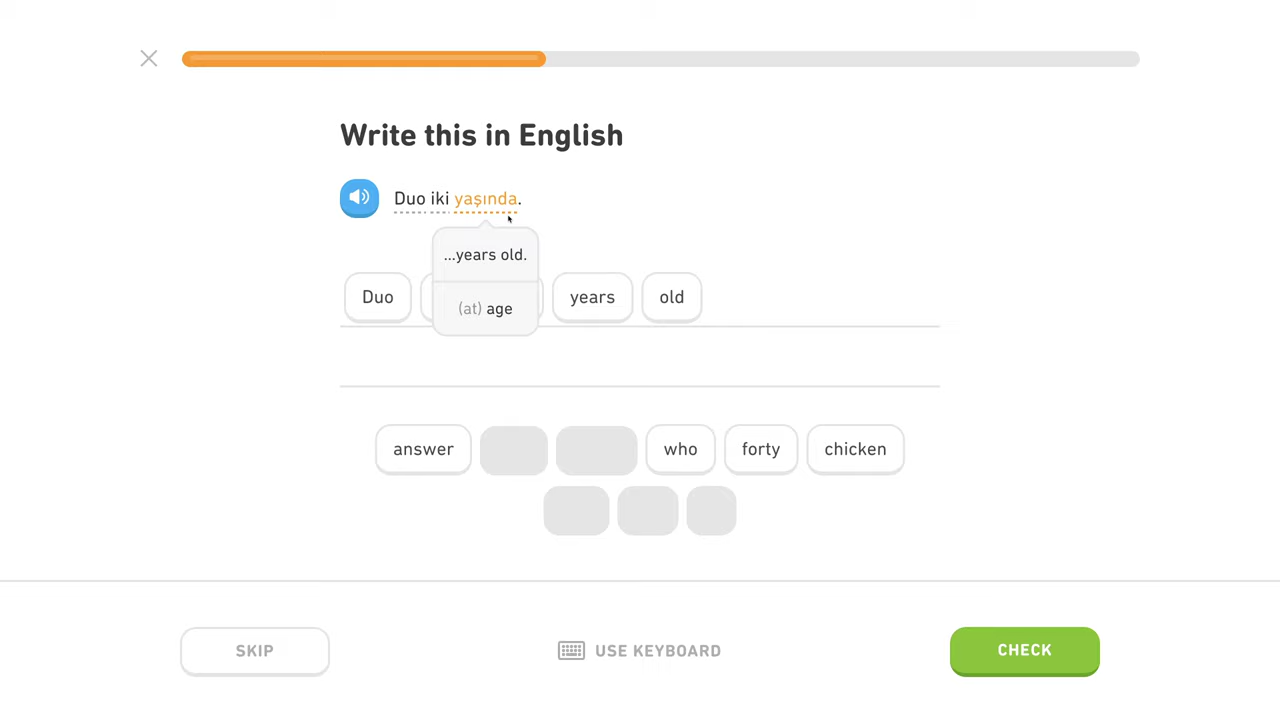 Write this in English
Duo iki yaşında.
...years old.
(at) age
Duo years old
answer who forty chicken
SKIP USE KEYBOARD CHECK